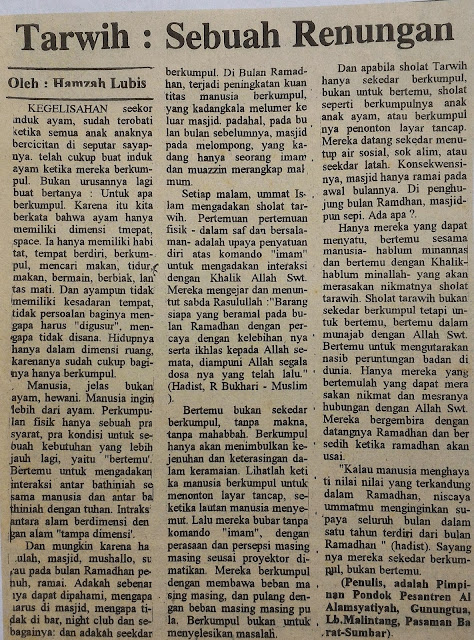 Tarwih : Sebuah Renungan
Oleh : Hamzah Lubis
KEGELISAHAN seekor
induk ayam, sudah terobati
ketika semua anak anaknya
bercicitan di seputar sayap-
nya. telah cukup buat induk
ayam ketika mereka berkum-
pul. Bukan urusannya lagi
buat bertanya : Untuk apa
berkumpul. Karena itu kita
berkata bahwa ayam hanya
memiliki dimensi tmepat,
space. Ia hanya memiliki habi
tat, tempat berdiri, berkum-
pul, mencari makan, tidur,
makan, bermain, berbiak, lan
tas mati. Dan ayampun tidak
memiliki kesadaran tempat,
tidak persoalan baginya men-
gapa harus "digusur", men-
gapa tidak disana. Hidupnya
hanya dalam dimensi ruang,
karenanya sudah cukup bagi-
nya hanya berkumpul.
Manusia, jelas bukan
ayam, hewani. Manusia ingin
lebih dari ayam. Perkumpu-
lan fisik hanya sebuah pra
syarat, pra kondisi untuk se-
buah kebutuhan yang lebih
jauh lagi, yaitu "bertemu'.
Bertemu untuk mengadakan
interaksi antar bathiniah se
sama manusia dan antar ba
thiniah dengan tuhan. Intraks
antara alam berdimensi den
gan alam "tampa dimensi'.
Dan mungkin karena ha
ulah, masjid, mushallo, su
rau pada bulan Ramadhan pe
nuh, ramai. Adakah sebenar
nya dapat dipahami, mengapa
harus di masjid, mengapa ti-
dak di bar, night club dan se-
bagainya: dan adakah seekdar
berkumpul. Di Bulan Ramad-
han, terjadi peningkatan kuan
titas manusia berkumpul,
yang kadangkala melumer ke
luar masjid. padahal, pada bu
lan bulan sebelumnya, masjid
pada melompong, yang ka-
dang hanya seorang imam
dan muazzin merangkap mak
mum.
Setiap malam, ummat Is-
lam mengadakan sholat tar-
wih. Pertemuan pertemuan
fisik - dalam saf dan bersala-
man- adalah upaya penyatuan
diri atas komando "imam"
untuk mengadakan interaksi
dengan Khalik Allah Swt.
Mereka mengejar dan menun-
tut sabda Rasulullah :"Barang
siapa yang beramal pada bu-
lan Ramadhan dengan per-
caya dengan kelebihan nya
serta ikhlas kepada Allah se-
mata, diampuni Allah segala
dosa nya yang telah lalu."
(Hadist, R Bukhari - Muslim
).
Bertemu bukan sekedar
berkumpul, tanpa makna,
tanpa mahabbah. Berkumpul
hanya akan menimbulkan ke-
jenuhan dan keterasingan da-
lam keramaian. Lihatlah keti
ka manusia berkumpul untuk
menonton layar tancap, se-
ketika lautan manusia menye-
mut. Lalu mereka bubar tanpa
komando "imam", dengan
perasaan dan persepsi masing
masing seusai proyektor di-
matikan. Mereka berkumpul
dengan membawa beban ma
sing masing, dan pulang den-
gan beban masing masing pu
la. Berkumpul bukan untuk
menyelesikan masalah.
Dan apabila sholat Tarwih
hanya sekedar berkumpul,
bukan untuk bertemu, sholat
seperti berkumpulnya anak
anak ayam, atau berkumpul
nya penonton layar tancap.
Mereka datang sekedar menu-
tup air sosial, sok alim, atau
seekdar latah. Konsekwensi-
nya, masjid hanya ramai pada
awal bulannya. Di penghuj-
ung bulan Ramdhan, masjid-
pun sepi. Ada apa ?.
Hanya mereka yang dapat
menyatu, bertemu sesama
manusia- hablum minannas-
dan bertemu dengan Khalik-
hablum minallah- yang akan
merasakan nikmatnya sholat
tarawih. Sholat tarawih bukan
sekedar berkumpul tetapi un-
tuk bertemu, bertemu dalam
munajab dengan Allah Swt.
Bertemu untuk mengutarakan
nasib peruntungan badan di
dunia. Hanya mereka yang
bertemulah yang dapat mera
sakan nikmat dan mesranya
hubungan dengan Allah Swt.
Mereka bergembira dengan
datangnya Ramadhan dan ber
sedih ketika ramadhan akan
usai.
"Kalau manusia menghaya
ti nilai nilai yang terkandung
dalam Ramadhan, niscaya
ummatmu menginginkan su-
paya seluruh bulan dalam
satu tahun terdiri dari bulan
Ramadhan " (hadist). Sayang
nya mereka sekedar berkum-
pul, bukan bertemu.
(Penulis, adalah Pimpi-
nan Pondok Pesantren Al
Alamsyatiyah, Gunungtua,
Lb.Malintang, Pasaman Ba
rat-Sumbar).